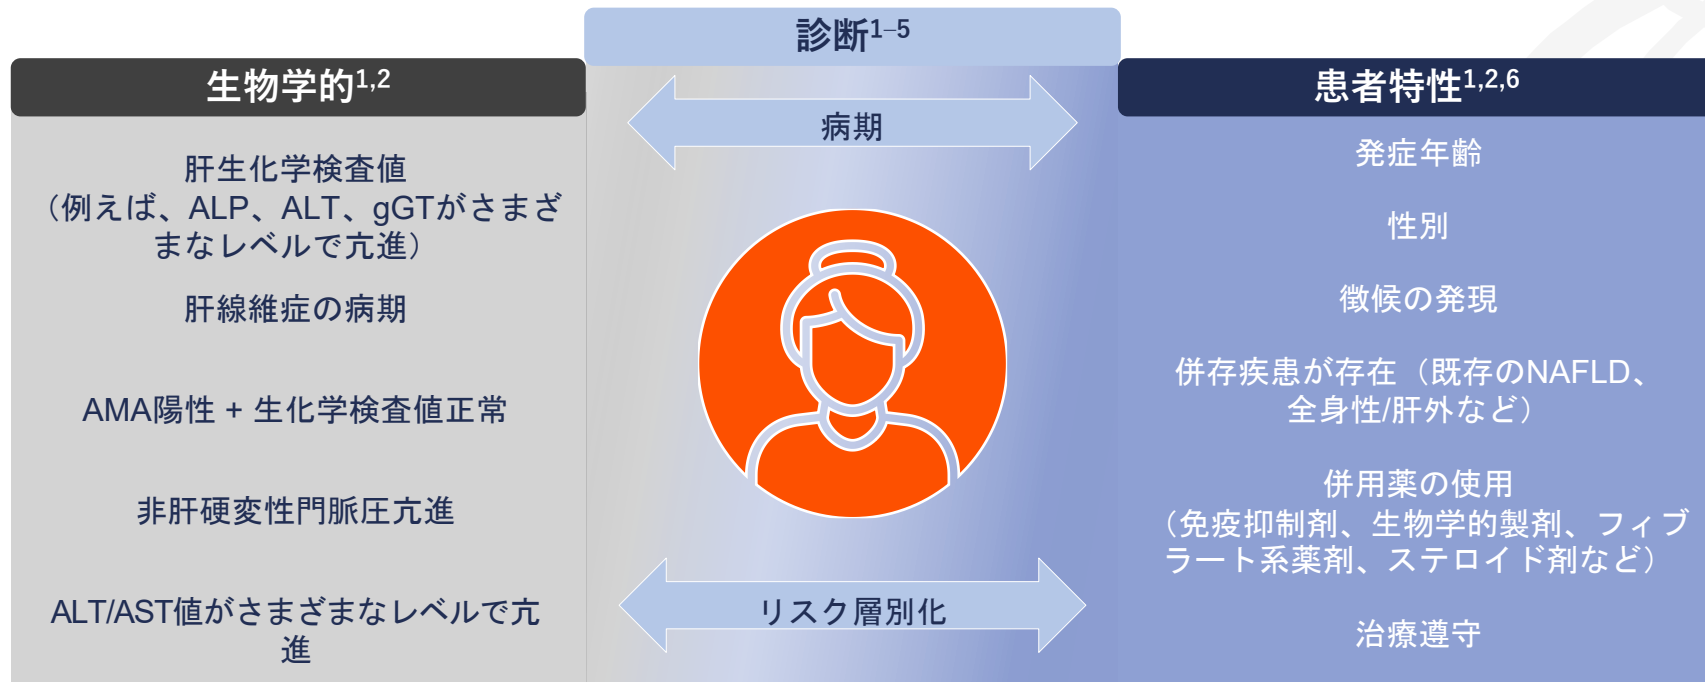 診断1–5
生物学的1,2
肝生化学検査値
（例えば、ALP、ALT、gGTがさまざ
まなレベルで亢進）
肝線維症の病期
AMA陽性 + 生化学検査値正常
非肝硬変性門脈圧亢進
ALT/AST値がさまざまなレベルで亢
進
病期
リスク層別化
患者特性1,2,6
発症年齢
性別
徴候の発現
併存疾患が存在（既存のNAFLD、
全身性/肝外など）
併用薬の使用
（免疫抑制剤、生物学的製剤、フィブ
ラート系薬剤、ステロイド剤など）
治療遵守